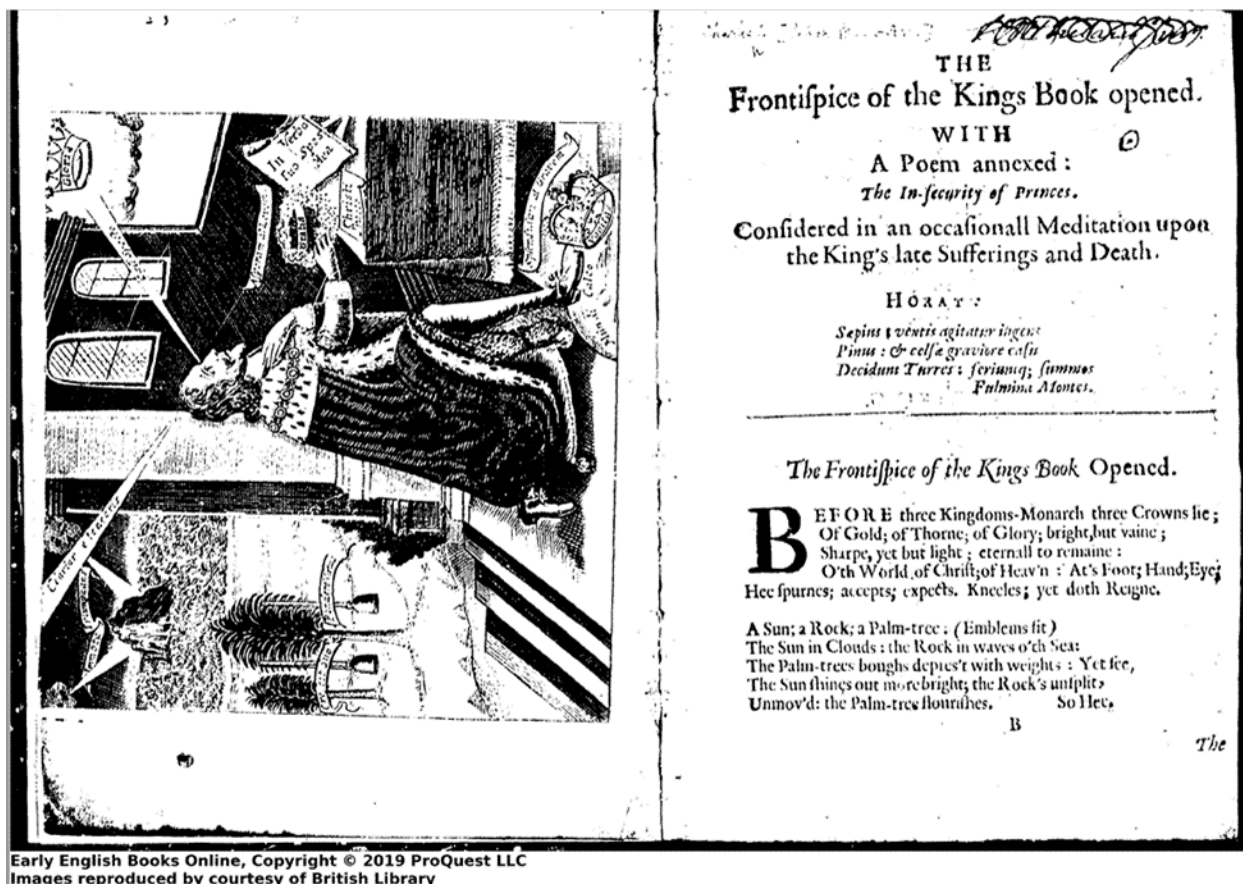 Gloria
In Verbo
Tuo Spes
Mea
Clarior è tenebris
THE
Frontiſpice of the Kings Book opened.
WITH
A Poem annexed :
The In-ſecurity of Princes.
Conſidered in an occaſionall Meditation upon
the King's late Sufferings and Death.
HORAT:
Sæpius ventis agitatur ingens
Pinus : & celſæ graviore caſu
Decidunt Turres : feriuntq; ſummos
Fulmina Montes.
The Frontiſpice of the Kings Book Opened.
BEFORE three Kingdoms-Monarch three Crowns lie;
Of Gold; of Thorne; of Glory; bright, but vaine ;
Sharpe, yet but light ; eternall to remaine :
O'th World, of Chriſt; of Heav'n : At's Foot; Hand; Eye;
Hee ſpurnes; accepts; expects. Kneeles; yet doth Reigne.
A Sun; a Rock; a Palm-tree : (Emblems fit)
The Sun in Clouds : the Rock in waves o'th Sea:
The Palm-trees boughs depreſ't with weights : Yet ſee,
The Sun ſhines out more bright; the Rock's unſplit,
Unmov'd: the Palm-tree flouriſhes. So Hee.
B
The
Early English Books Online, Copyright © 2019 ProQuest LLC
Images reproduced by courtesy of British Library